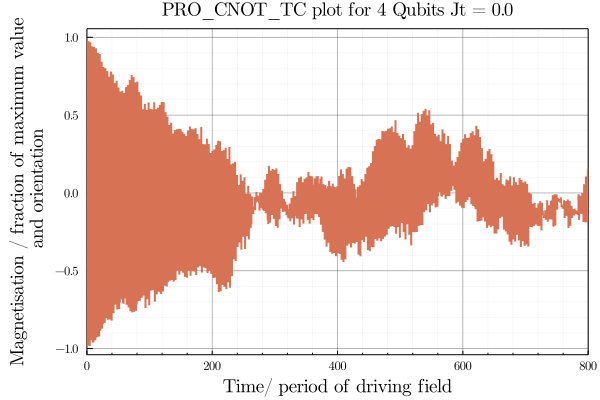 PRO_CNOT_TC plot for 4 Qubits Jt = 0.0
Magnetisation / fraction of maximum value
and orientation
1.0
0.5
0.0
−0.5
−1.0
0
200
400
600
800
Time/ period of driving field